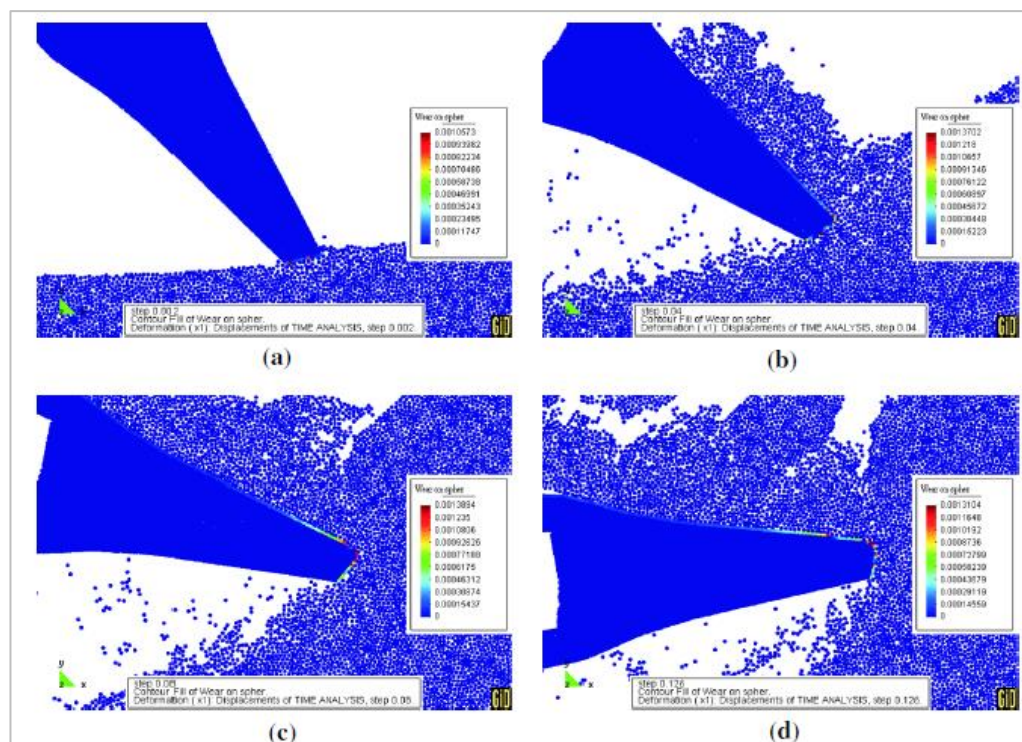 Wear on spher
0.0010573
0.00093982
0.00082236
0.00070488
0.00058738
0.00046991
0.00035243
0.00023495
0.00011747
0
step 0.002
Contour Fill of Wear on spher.
Deformation ( x1): Displacements of TIME ANALYSIS, step 0.002.
GiD
(a)
Wear on spher
0.0013702
0.001218
0.0010657
0.00091346
0.00076122
0.00060897
0.00045672
0.00030448
0.00015223
0
step 0.04
Contour Fill of Wear on spher.
Deformation ( x1): Displacements of TIME ANALYSIS, step 0.04.
GiD
(b)
Wear on spher
0.0013894
0.001235
0.0010806
0.00092626
0.00077188
0.0006175
0.00046312
0.00030874
0.00015437
0
y
z x
step 0.08
Contour Fill of Wear on spher.
Deformation ( x1): Displacements of TIME ANALYSIS, step 0.08.
GiD
(c)
Wear on spher
0.0013104
0.0011648
0.0010192
0.0008736
0.00072799
0.00058239
0.00043679
0.00029119
0.00014559
0
y
z x
step 0.126
Contour Fill of Wear on spher.
Deformation ( x1): Displacements of TIME ANALYSIS, step 0.126.
GiD
(d)